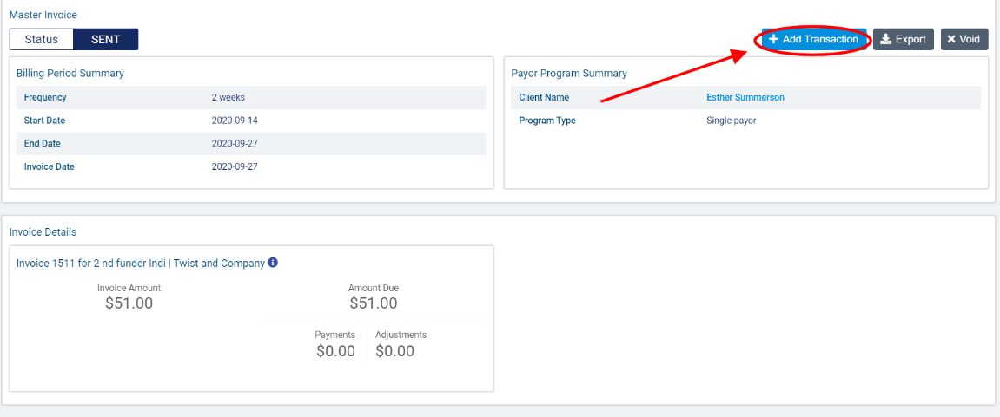 Master Invoice
Status SENT
Add Transaction Export Void
Billing Period Summary
Frequency 2 weeks
Start Date 2020-09-14
End Date 2020-09-27
Invoice Date 2020-09-27
Payor Program Summary
Client Name Esther Summerson
Program Type Single payor
Invoice Details
Invoice 1511 for 2 nd funder Indi | Twist and Company
Invoice Amount Amount Due
$51.00 $51.00
Payments Adjustments
$0.00 $0.00